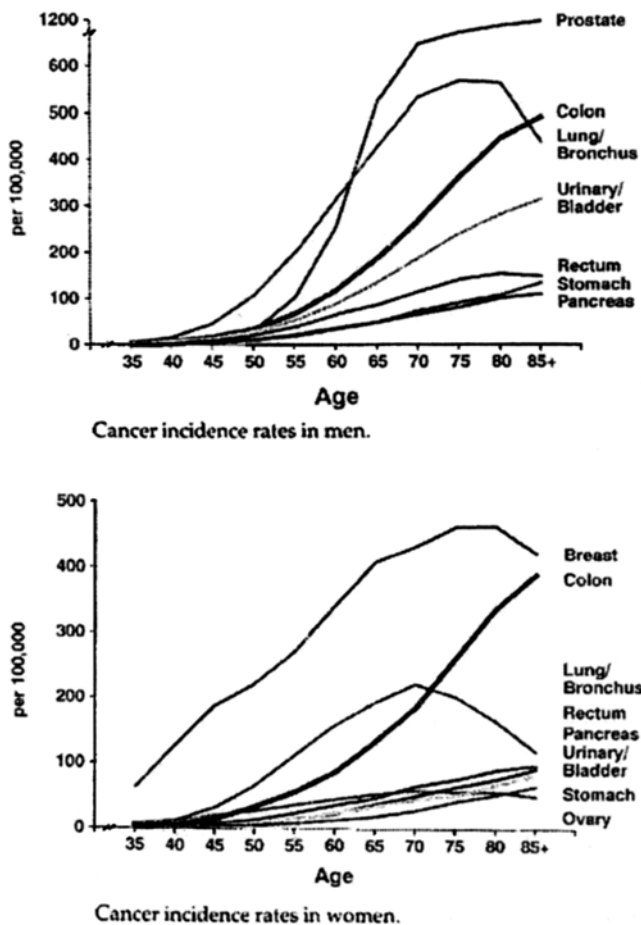 1200
600
500
400
300
200
100
0
per 100,000
Prostate
Colon
Lung/
Bronchus
Urinary/
Bladder
Rectum
Stomach
Pancreas
35 40 45 50 55 60 65 70 75 80 85+
Age
Cancer incidence rates in men.
500
400
300
200
100
0
per 100,000
Breast
Colon
Lung/
Bronchus
Rectum
Pancreas
Urinary/
Bladder
Stomach
Ovary
35 40 45 50 55 60 65 70 75 80 85+
Age
Cancer incidence rates in women.